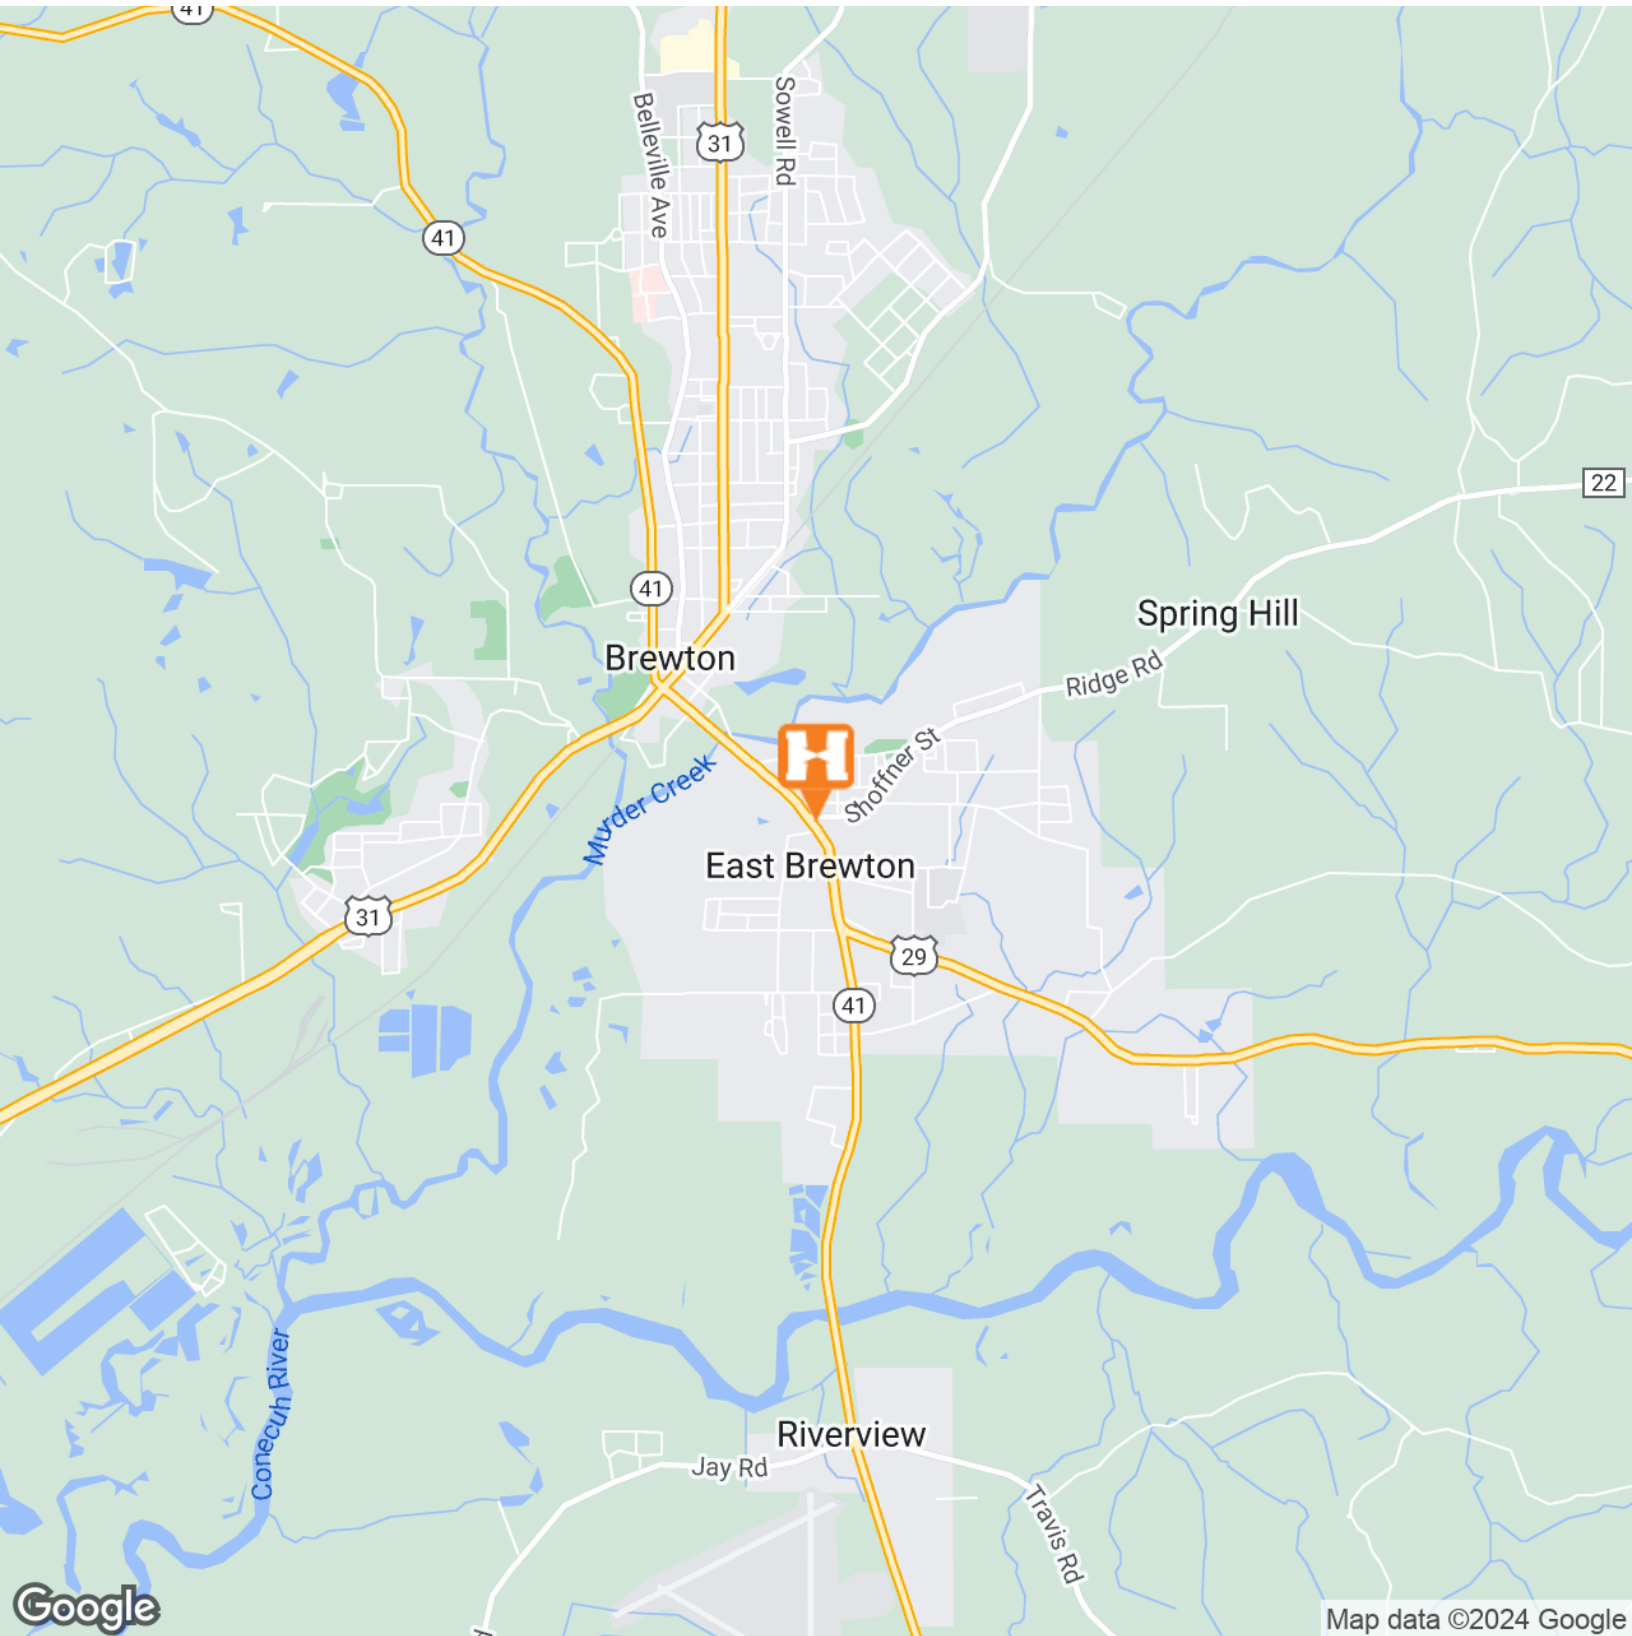 41
31
Belleville Ave
Sowell Rd
41
22
41
Spring Hill
Brewton
Ridge Rd
H
Shoffner St
Murder Creek
East Brewton
31
29
41
Conecuh River
Riverview
Jay Rd
Travis Rd
Google
Map data ©2024 Google